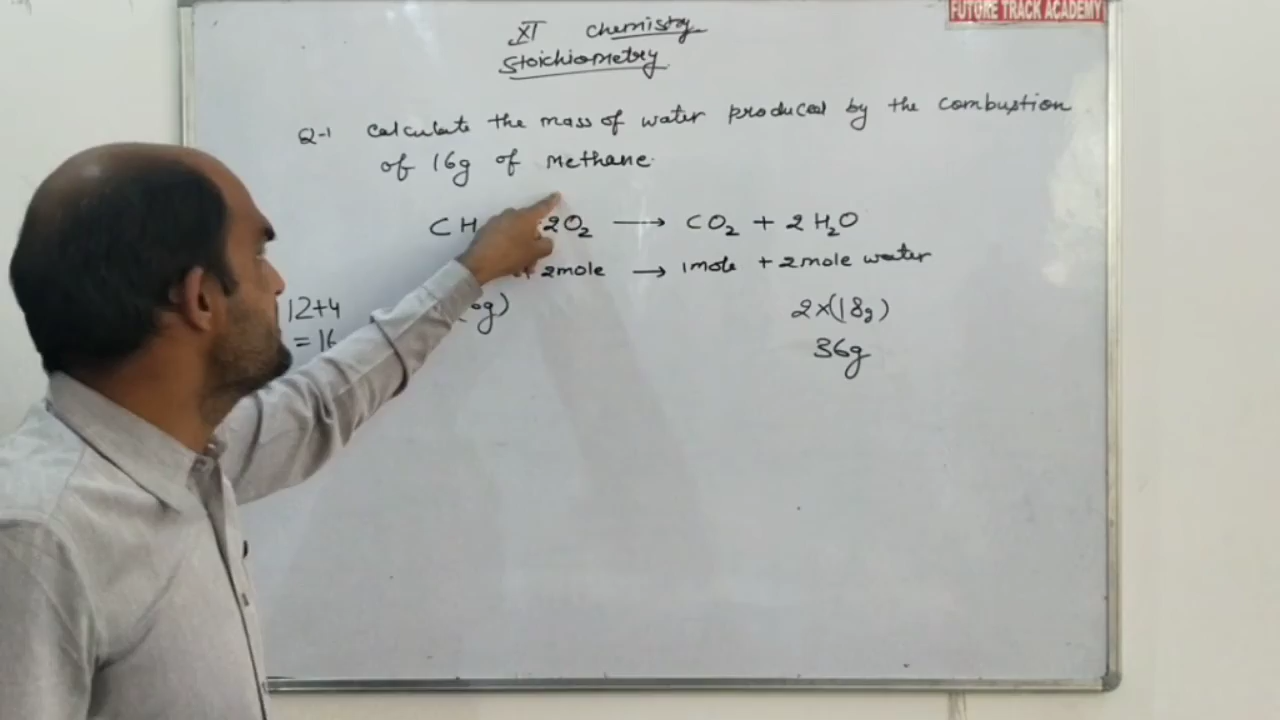 FUTURE TRACK ACADEMY
XI Chemistry
Stoichiometry
Q-1 Calculate the mass of water produced by the combustion
of 16g of Methane.
CH 2O₂ → CO₂ + 2H₂O
2mole → 1mole + 2mole water
12+4 g) 2×(18g)
= 16 36g